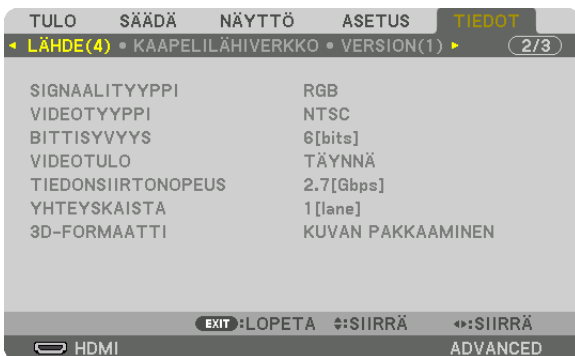 TULO SÄÄDÄ NÄYTTÖ ASETUS TIEDOT
LÄHDE(4) • KAAPELILÄHIVERKKO • VERSION(1) 2/3
SIGNAALITYYPPI RGB
VIDEOTYYPPI NTSC
BITTISYVYYS 6[bits]
VIDEOTULO TÄYNNÄ
TIEDONSIIRTONOPEUS 2.7[Gbps]
YHTEYSKAISTA 1[lane]
3D-FORMAATTI KUVAN PAKKAAMINEN
EXIT:LOPETA :SIIRRÄ :SIIRRÄ
HDMI ADVANCED